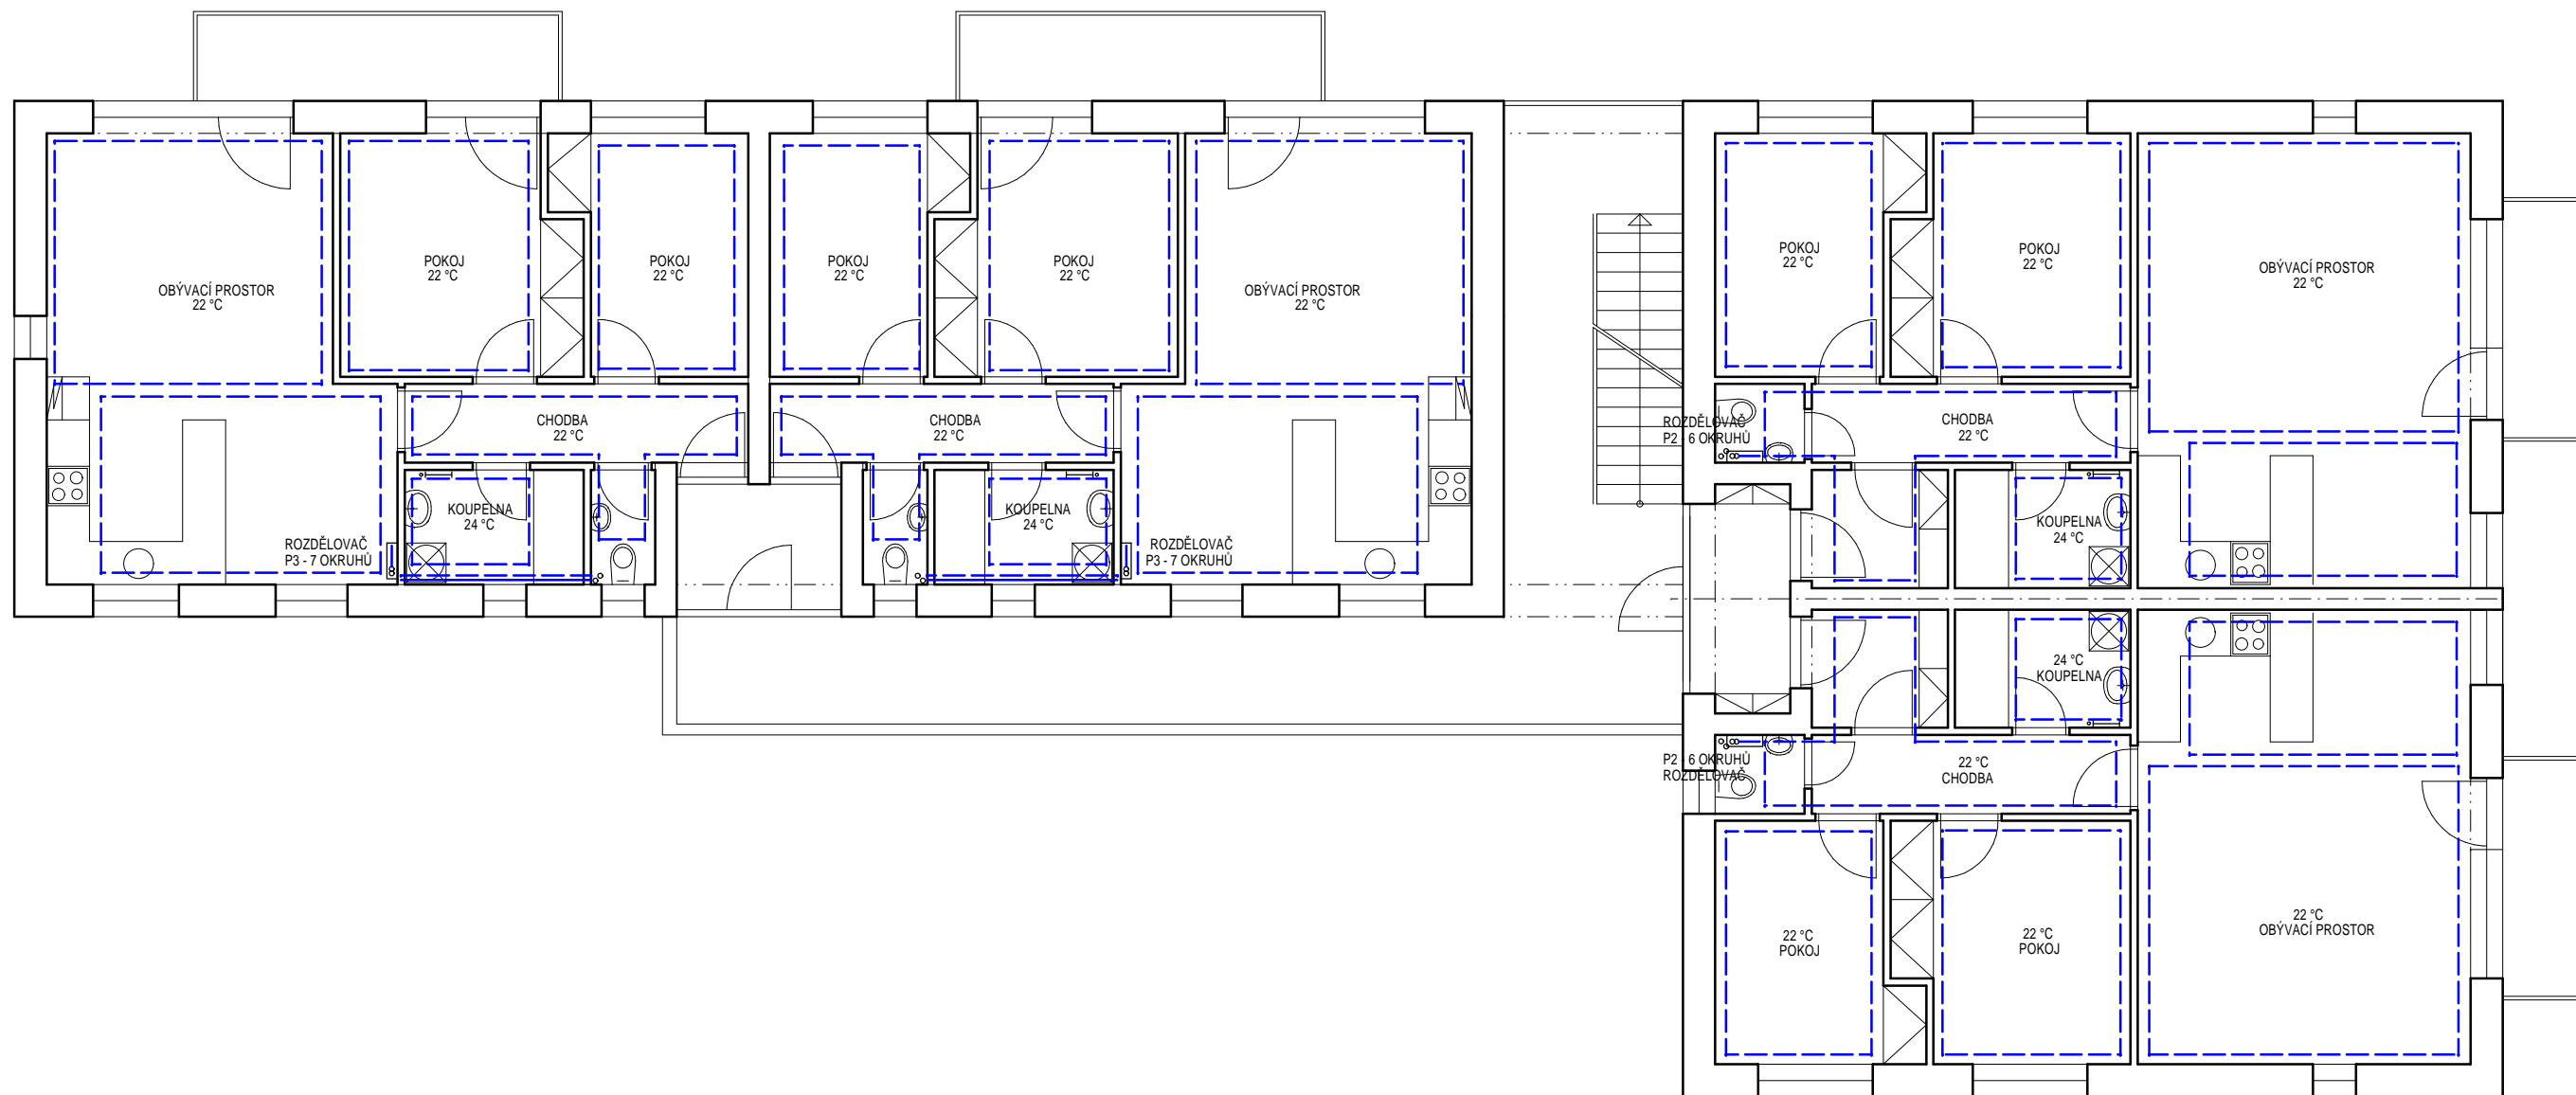 OBÝVACÍ PROSTOR
22 °C
POKOJ
22 °C
POKOJ
22 °C
POKOJ
22 °C
POKOJ
22 °C
OBÝVACÍ PROSTOR
22 °C
CHODBA
22 °C
CHODBA
22 °C
KOUPELNA
24 °C
KOUPELNA
24 °C
ROZDĚLOVAČ
P3 - 7 OKRUHŮ
ROZDĚLOVAČ
P3 - 7 OKRUHŮ
POKOJ
22 °C
POKOJ
22 °C
OBÝVACÍ PROSTOR
22 °C
ROZDĚLOVAČ
P2 - 6 OKRUHŮ
CHODBA
22 °C
KOUPELNA
24 °C
24 °C
KOUPELNA
P2 - 6 OKRUHŮ
ROZDĚLOVAČ
22 °C
CHODBA
22 °C
POKOJ
22 °C
POKOJ
22 °C
OBÝVACÍ PROSTOR